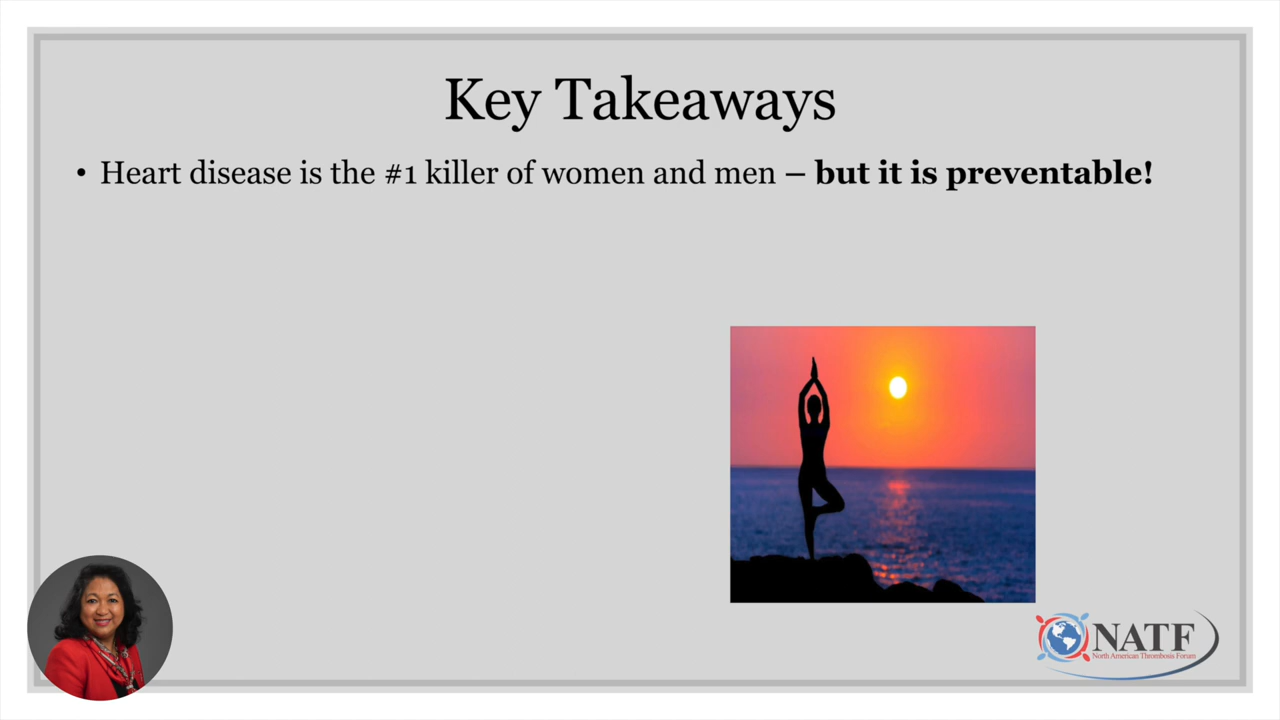 Key Takeaways
• Heart disease is the #1 killer of women and men – but it is preventable!
NATF
North American Thrombosis Forum